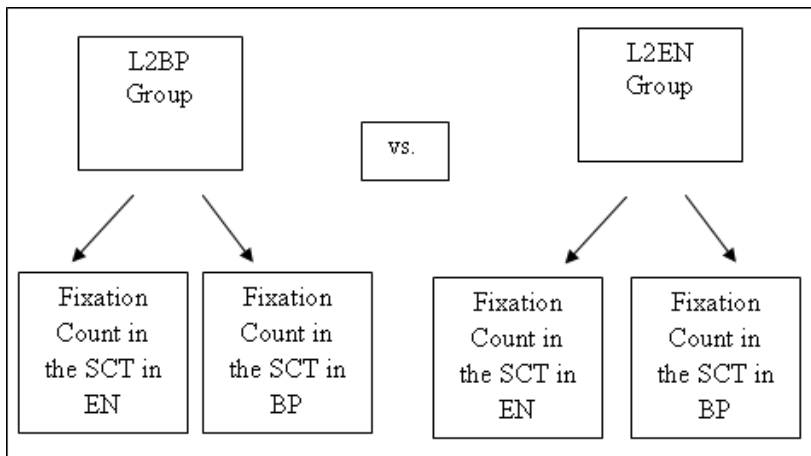 L2BP
Group
vs.
L2EN
Group
Fixation
Count in
the SCT in
EN
Fixation
Count in
the SCT in
BP
Fixation
Count in
the SCT in
EN
Fixation
Count in
the SCT in
BP